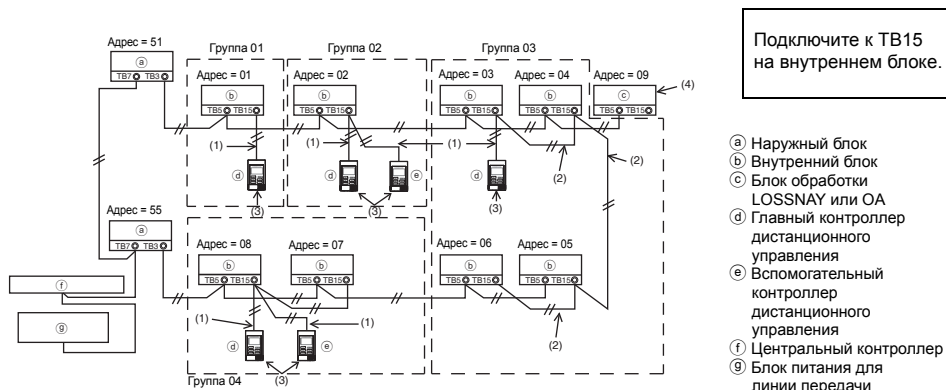 Адрес = 51
ⓐ
TB7 TB3
Группа 01
Адрес = 01
ⓑ
TB5 TB15
(1)
ⓓ
(3)
Группа 02
Адрес = 02
ⓑ
TB5 TB15
(1)
(1)
ⓓ
ⓔ
(3)
Группа 03
Адрес = 03
ⓑ
TB5 TB15
Адрес = 04
ⓑ
TB5 TB15
Адрес = 09
ⓒ
TB5 TB15
(4)
ⓓ
(3)
(2)
(2)
Адрес = 55
ⓐ
TB7 TB3
Адрес = 08
ⓑ
TB5 TB15
Адрес = 07
ⓑ
TB5 TB15
Адрес = 06
ⓑ
TB5 TB15
Адрес = 05
ⓑ
TB5 TB15
ⓕ
ⓖ
(1)
(1)
(2)
ⓓ
ⓔ
(3)
Группа 04
Подключите к TB15
на внутреннем блоке.
ⓐ Наружный блок
ⓑ Внутренний блок
ⓒ Блок обработки
LOSSNAY или OA
ⓓ Главный контроллер
дистанционного
управления
ⓔ Вспомогательный
контроллер
дистанционного
управления
ⓕ Центральный контроллер
ⓖ Блок питания для
линии передачи